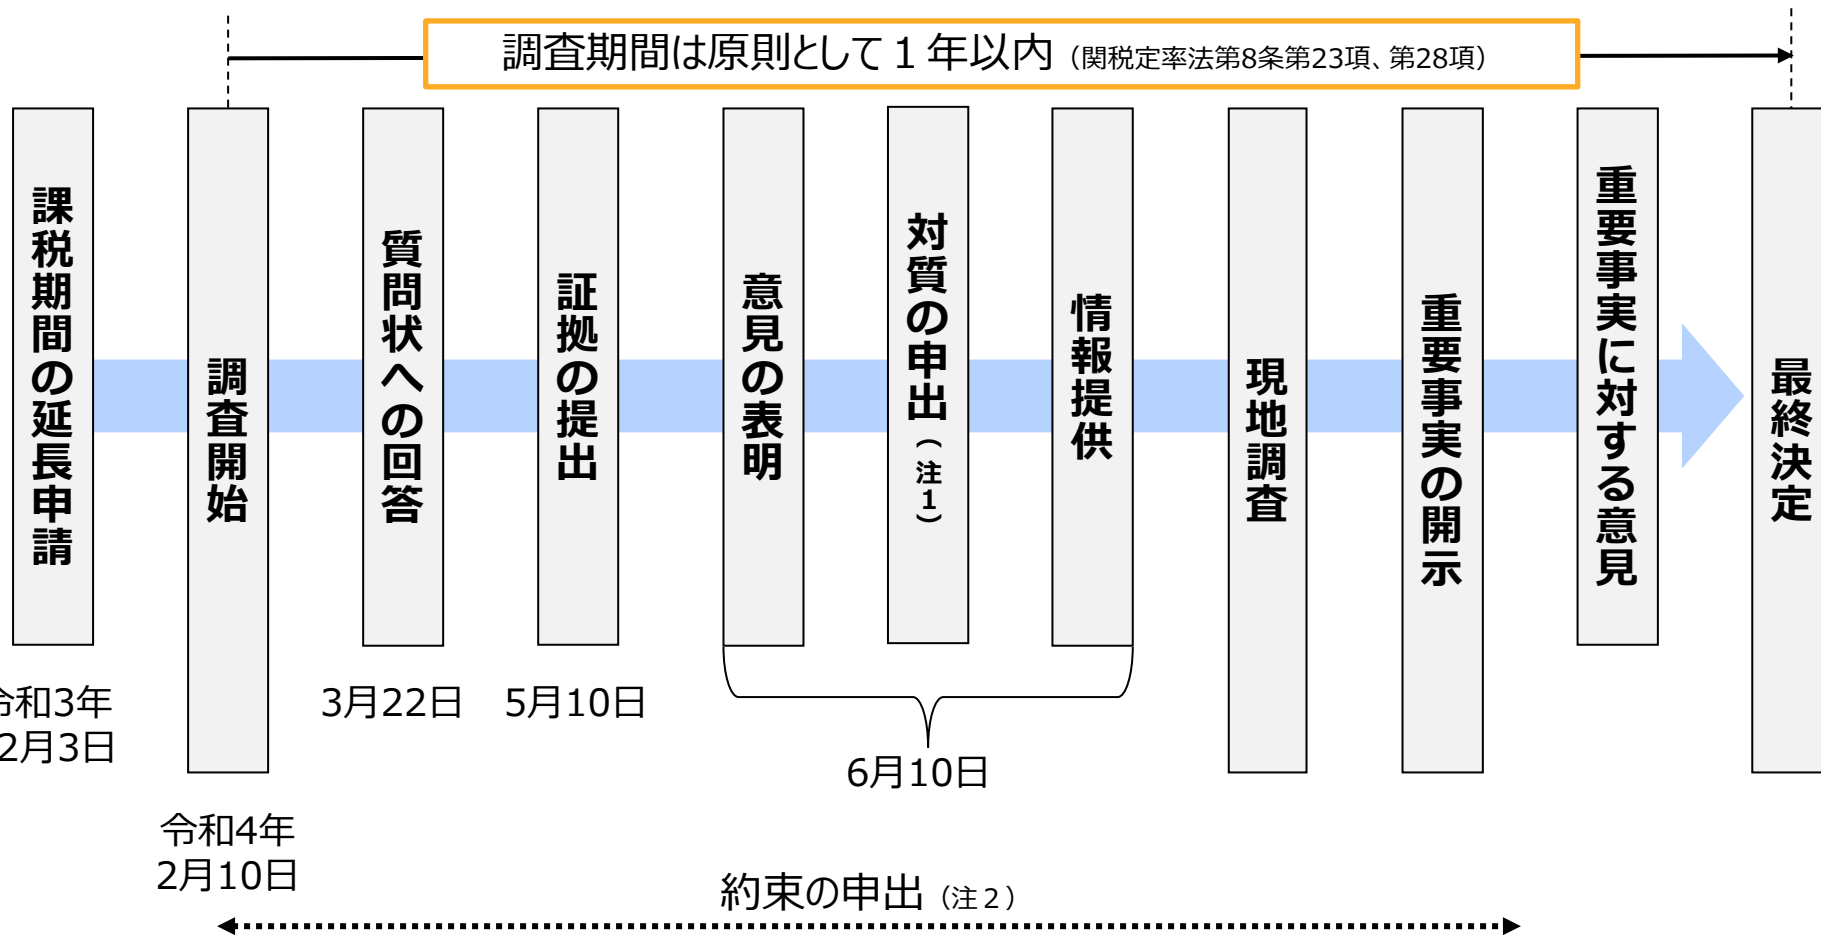 調査期間は原則として１年以内（関税定率法第8条第23項、第28項）
課税期間の延長申請
調査開始
質問状への回答
証拠の提出
意見の表明
対質の申出（注1）
情報提供
現地調査
重要事実の開示
重要事実に対する意見
最終決定
令和3年
2月3日
令和4年
2月10日
3月22日
5月10日
6月10日
約束の申出（注２）